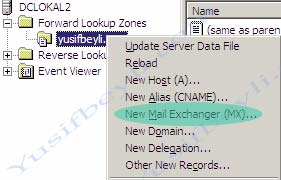 DCLOKAL2
Name
Forward Lookup Zones
(same as paren
yusifbeyli.
Reverse Looku
Event Viewer
Update Server Data File
Reload
New Host (A)...
New Alias (CNAME)...
New Mail Exchanger (MX)...
New Domain...
New Delegation...
Other New Records...